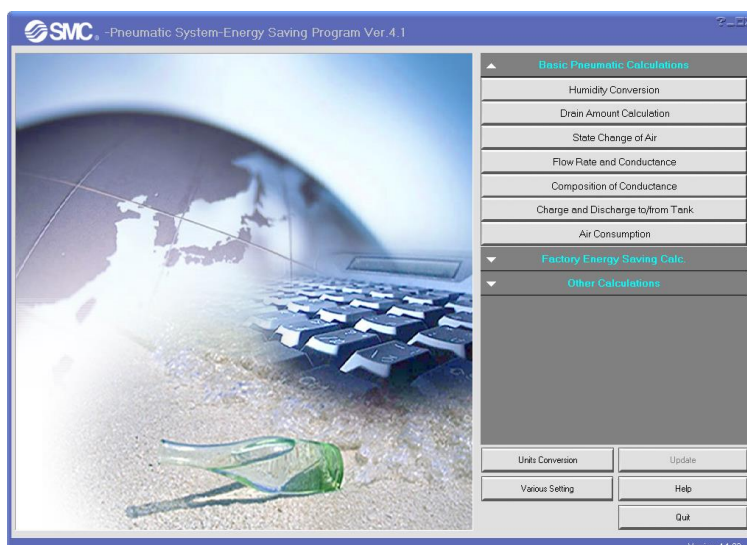 SMC® -Pneumatic System-Energy Saving Program Ver.4.1
Basic Pneumatic Calculations
Humidity Conversion
Drain Amount Calculation
State Change of Air
Flow Rate and Conductance
Composition of Conductance
Charge and Discharge to/from Tank
Air Consumption
Factory Energy Saving Calc.
Other Calculations
Units Conversion
Update
Various Setting
Help
Quit